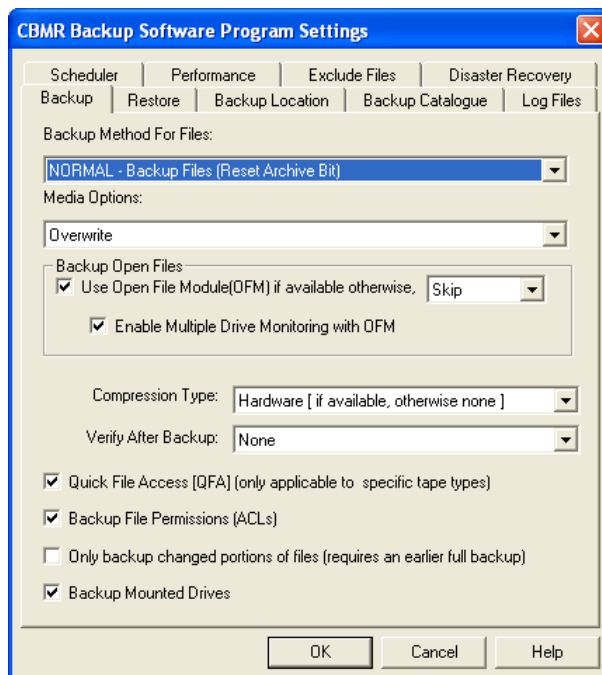 CBMR Backup Software Program Settings
Scheduler Performance Exclude Files Disaster Recovery
Backup Restore Backup Location Backup Catalogue Log Files
Backup Method For Files:
NORMAL - Backup Files (Reset Archive Bit)
Media Options:
Overwrite
Backup Open Files
Use Open File Module(OFM) if available otherwise, Skip
Enable Multiple Drive Monitoring with OFM
Compression Type: Hardware [ if available, otherwise none ]
Verify After Backup: None
Quick File Access [QFA] (only applicable to specific tape types)
Backup File Permissions (ACLs)
Only backup changed portions of files (requires an earlier full backup)
Backup Mounted Drives
OK Cancel Help